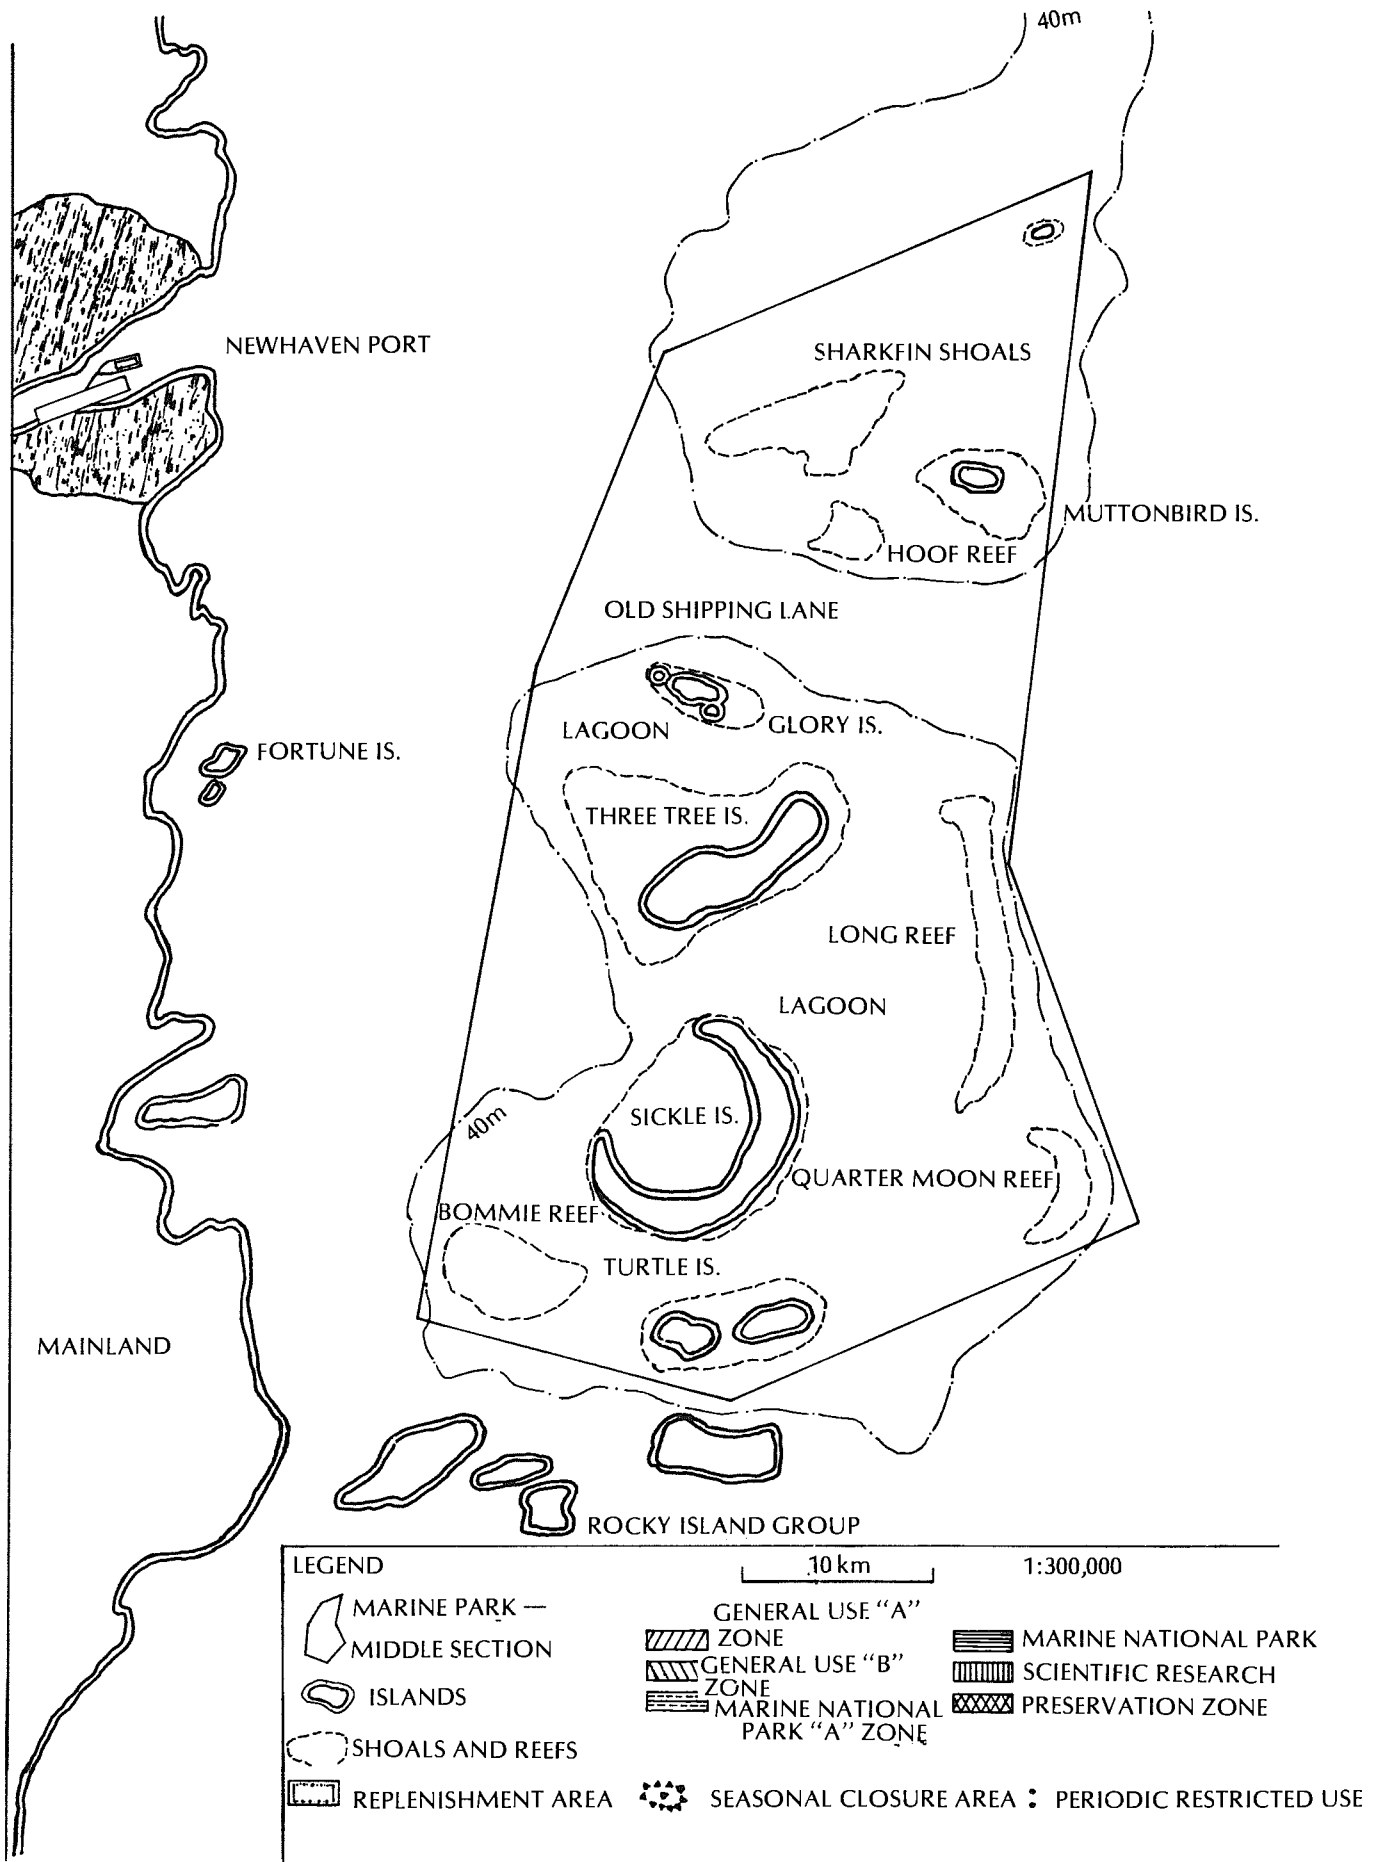 40m
NEWHAVEN PORT
SHARKFIN SHOALS
MUTTONBIRD IS.
HOOF REEF
OLD SHIPPING LANE
LAGOON
GLORY IS.
FORTUNE IS.
THREE TREE IS.
LONG REEF
LAGOON
SICKLE IS.
40m
QUARTER MOON REEF
BOMMIE REEF
TURTLE IS.
MAINLAND
ROCKY ISLAND GROUP
LEGEND
10 km
1:300,000
MARINE PARK —
MIDDLE SECTION
ISLANDS
SHOALS AND REEFS
REPLENISHMENT AREA
GENERAL USE "A"
ZONE
GENERAL USE "B"
ZONE
MARINE NATIONAL
PARK "A" ZONE
MARINE NATIONAL PARK
SCIENTIFIC RESEARCH
PRESERVATION ZONE
SEASONAL CLOSURE AREA
PERIODIC RESTRICTED USE